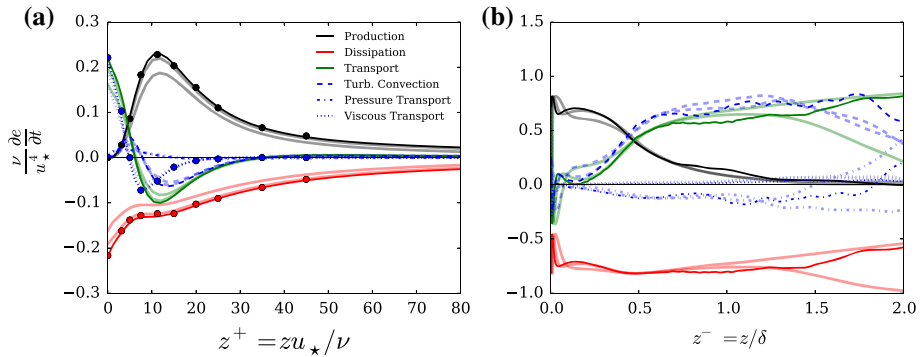 (a)
0.3
0.2
0.1
0.0
−0.1
−0.2
−0.3
ν/u⋆⁴ ∂e/∂t
Production
Dissipation
Transport
Turb. Convection
Pressure Transport
Viscous Transport
0 10 20 30 40 50 60 70 80
z⁺ = zu⋆/ν
(b)
1.0
0.5
0.0
−0.5
−1.0
0.0 0.5 1.0 1.5 2.0
z⁻ = z/δ